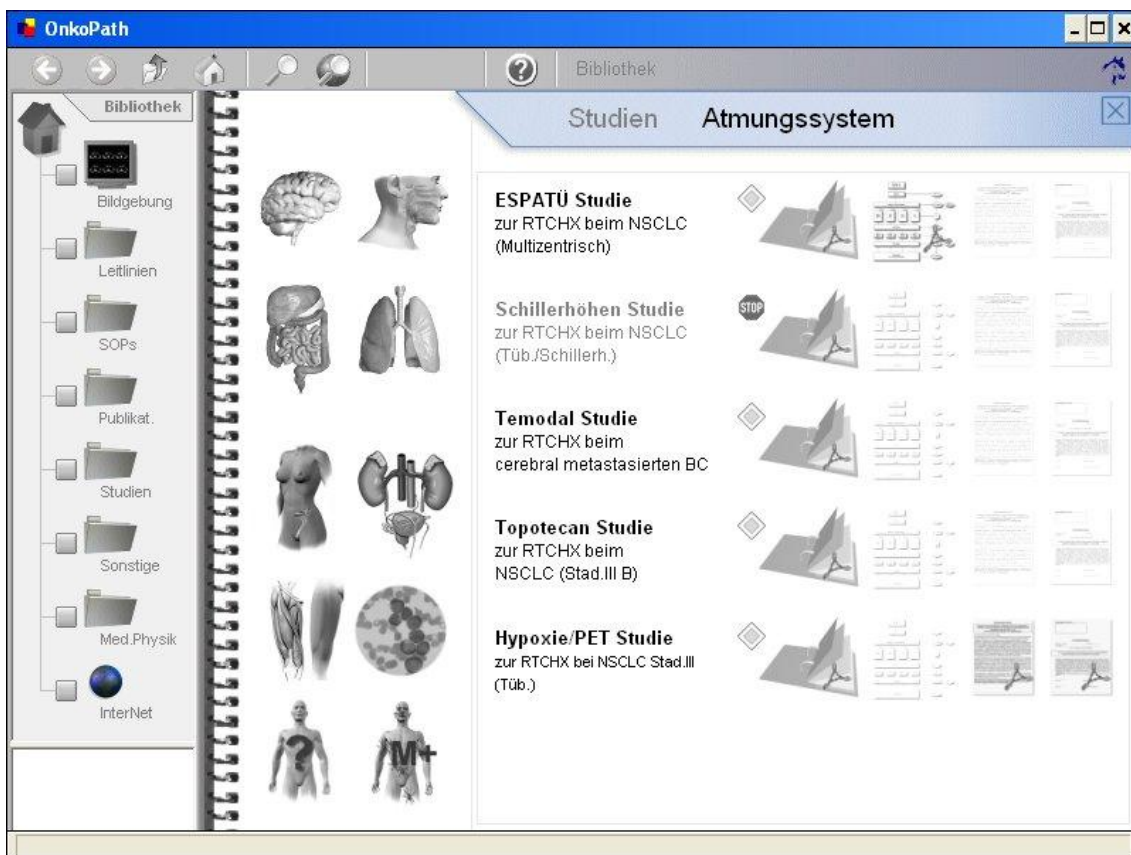 OnkoPath
Bibliothek
Bibliothek
Bildgebung
Leitlinien
SOPs
Publikat.
Studien
Sonstige
Med.Physik
InterNet
?
M+
Studien Atmungssystem
ESPATÜ Studie
zur RTCHX beim NSCLC
(Multizentrisch)
Schillerhöhen Studie
zur RTCHX beim NSCLC
(Tüb./Schillerh.)
STOP
Temodal Studie
zur RTCHX beim
cerebral metastasierten BC
Topotecan Studie
zur RTCHX beim
NSCLC (Stad.III B)
Hypoxie/PET Studie
zur RTCHX bei NSCLC Stad.III
(Tüb.)